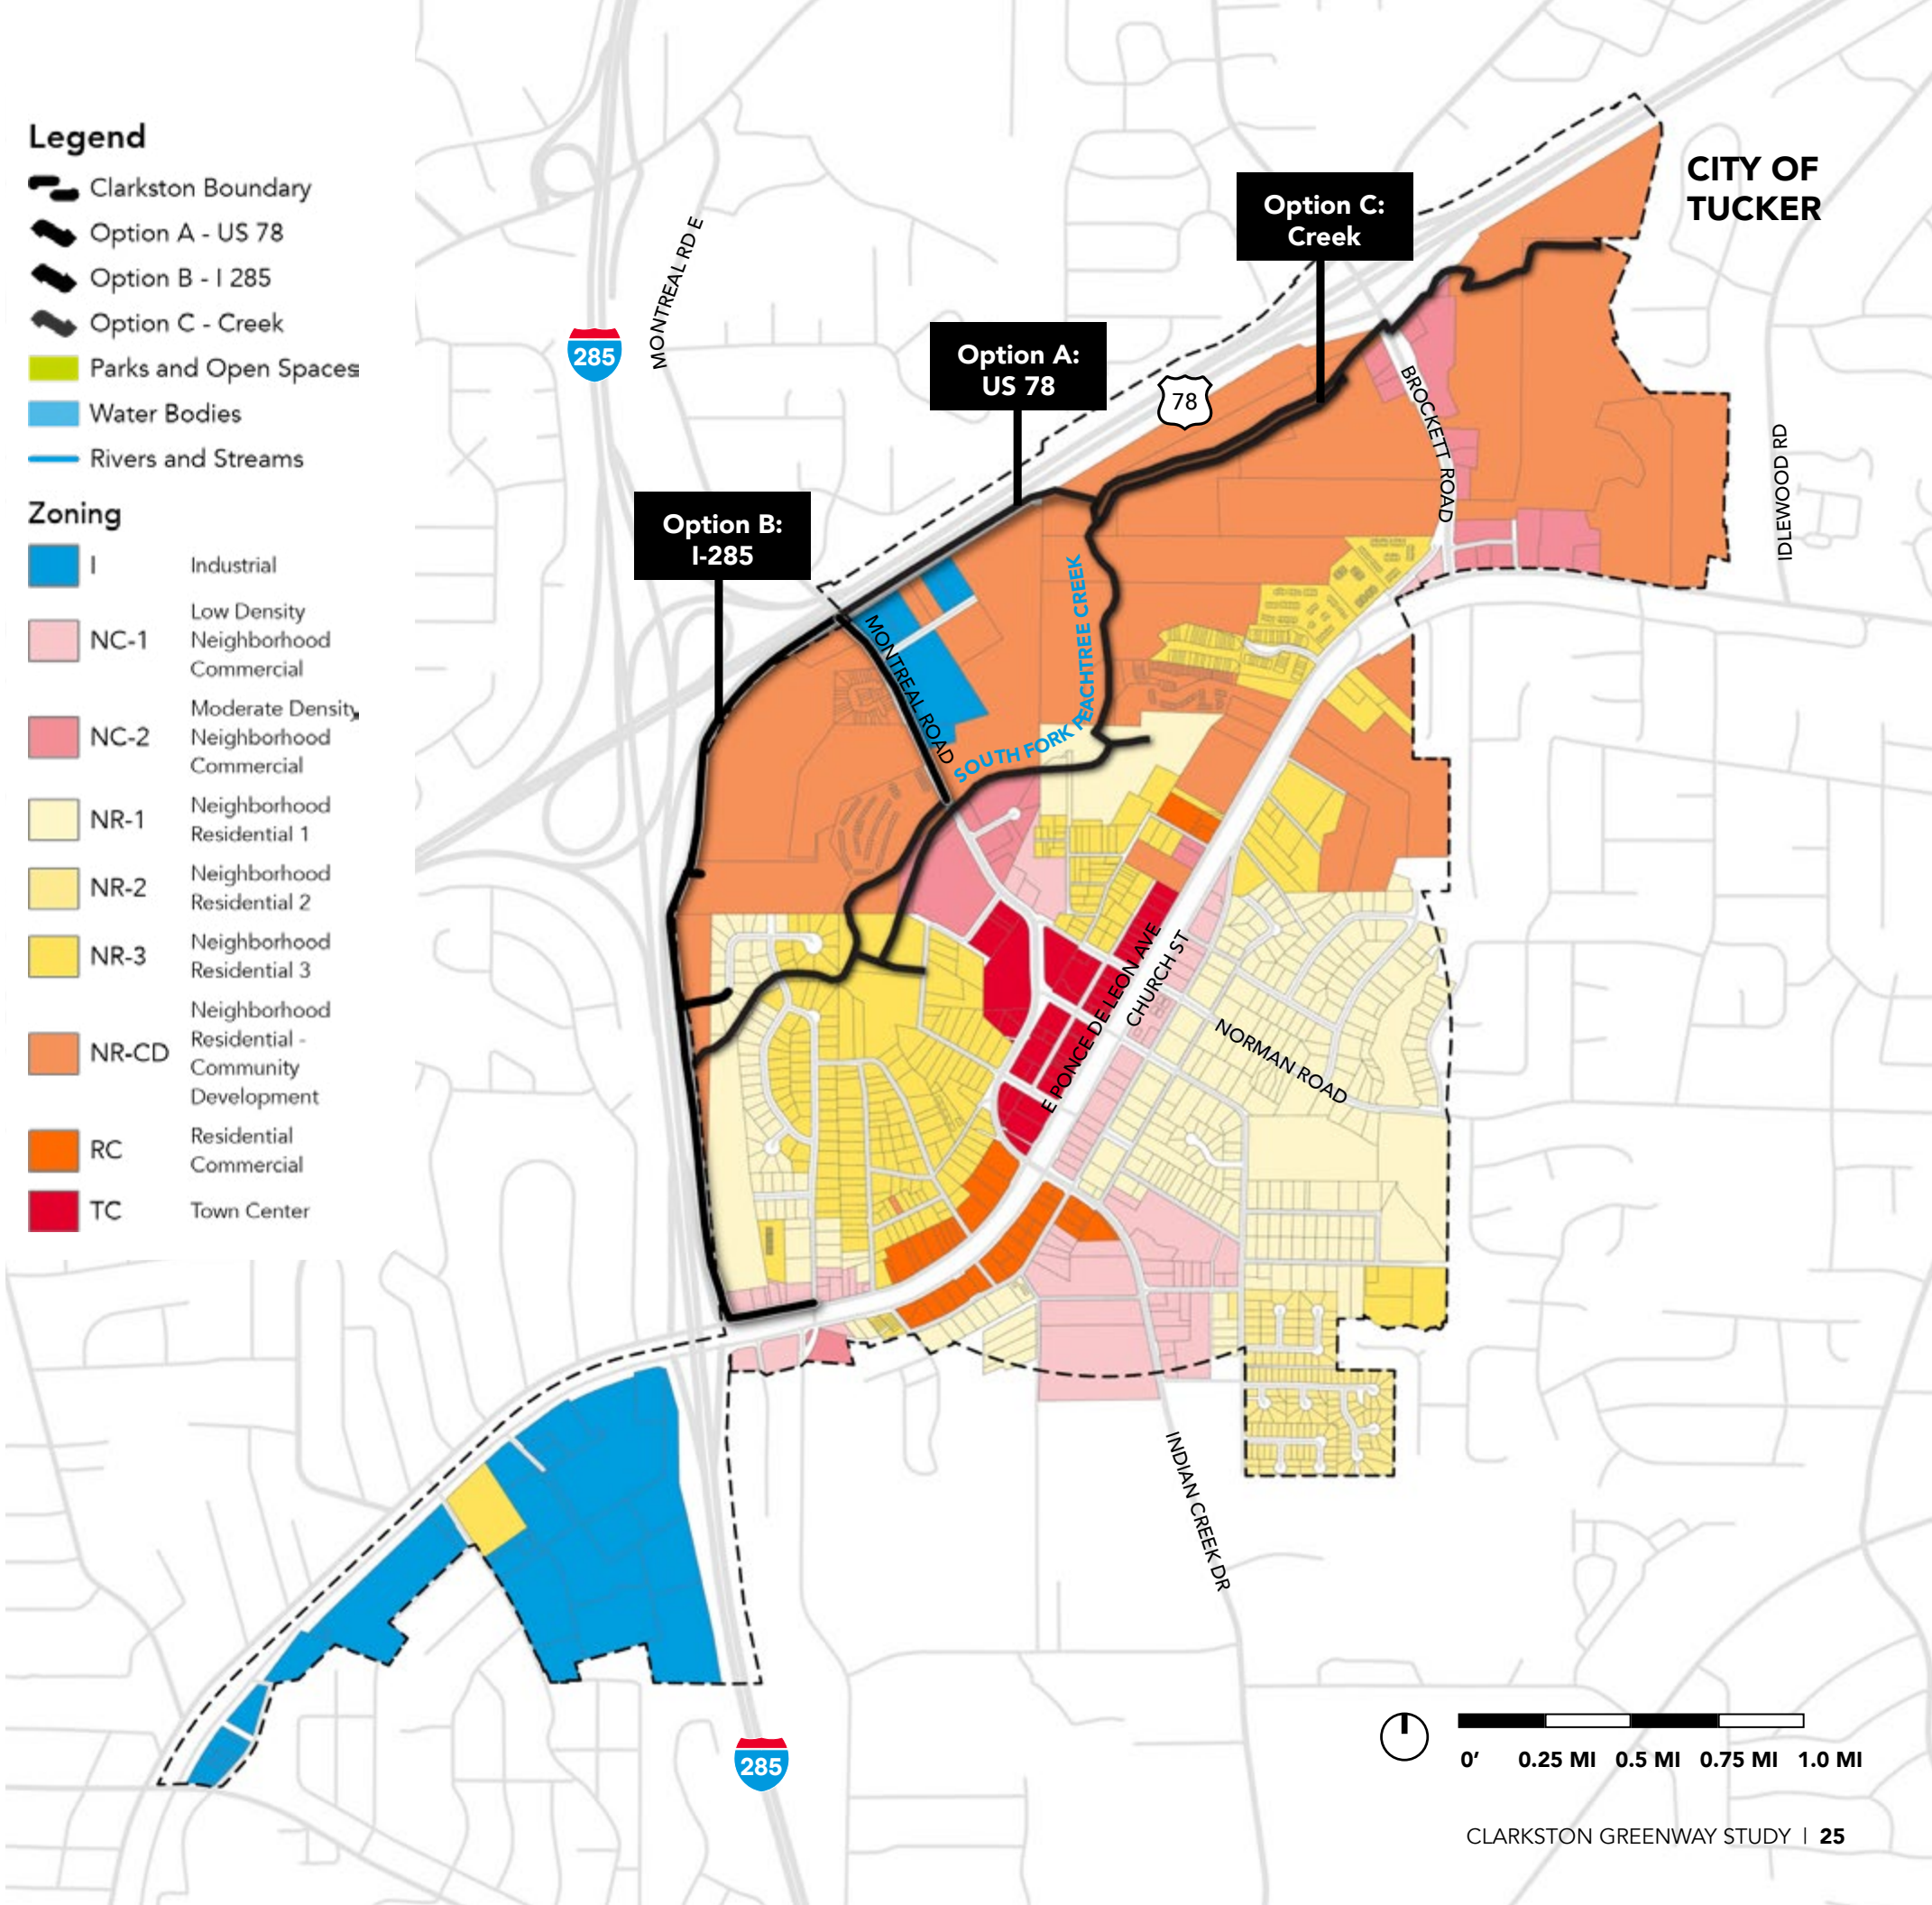 Legend
Clarkston Boundary
Option A - US 78
Option B - I 285
Option C - Creek
Parks and Open Spaces
Water Bodies
Rivers and Streams
Zoning
I Industrial
NC-1 Low Density
Neighborhood
Commercial
NC-2 Moderate Density
Neighborhood
Commercial
NR-1 Neighborhood
Residential 1
NR-2 Neighborhood
Residential 2
NR-3 Neighborhood
Residential 3
NR-CD Neighborhood
Residential -
Community
Development
RC Residential
Commercial
TC Town Center
CITY OF
TUCKER
Option C:
Creek
Option A:
US 78
Option B:
I-285
285
78
MONTREAL RD E
BROCKETT ROAD
IDLEWOOD RD
MONTREAL ROAD
SOUTH FORK PEACHTREE CREEK
E PONCE DE LEON AVE
CHURCH ST
NORMAN ROAD
INDIAN CREEK DR
285
0' 0.25 MI 0.5 MI 0.75 MI 1.0 MI
CLARKSTON GREENWAY STUDY | 25